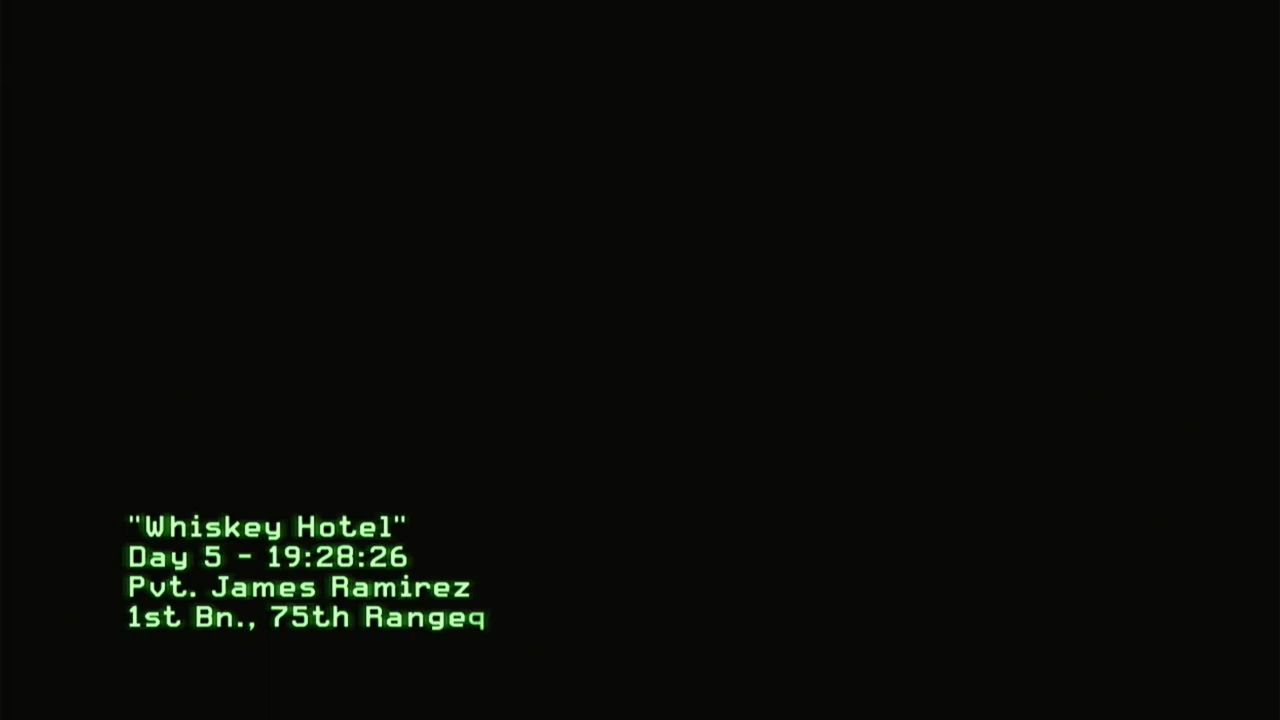 "Whiskey Hotel"
Day 5 - 19:28:26
Pvt. James Ramirez
1st Bn., 75th Rangeq